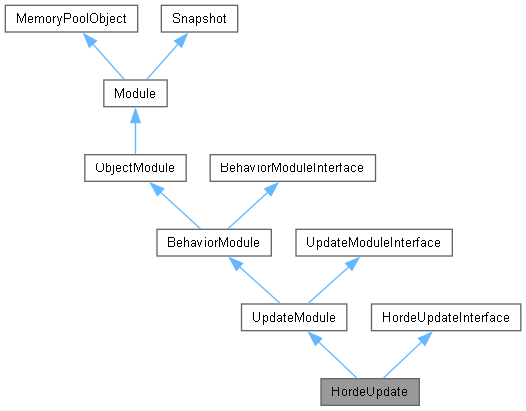 MemoryPoolObject
Snapshot
Module
ObjectModule
BehaviorModuleInterface
BehaviorModule
UpdateModuleInterface
UpdateModule
HordeUpdateInterface
HordeUpdate